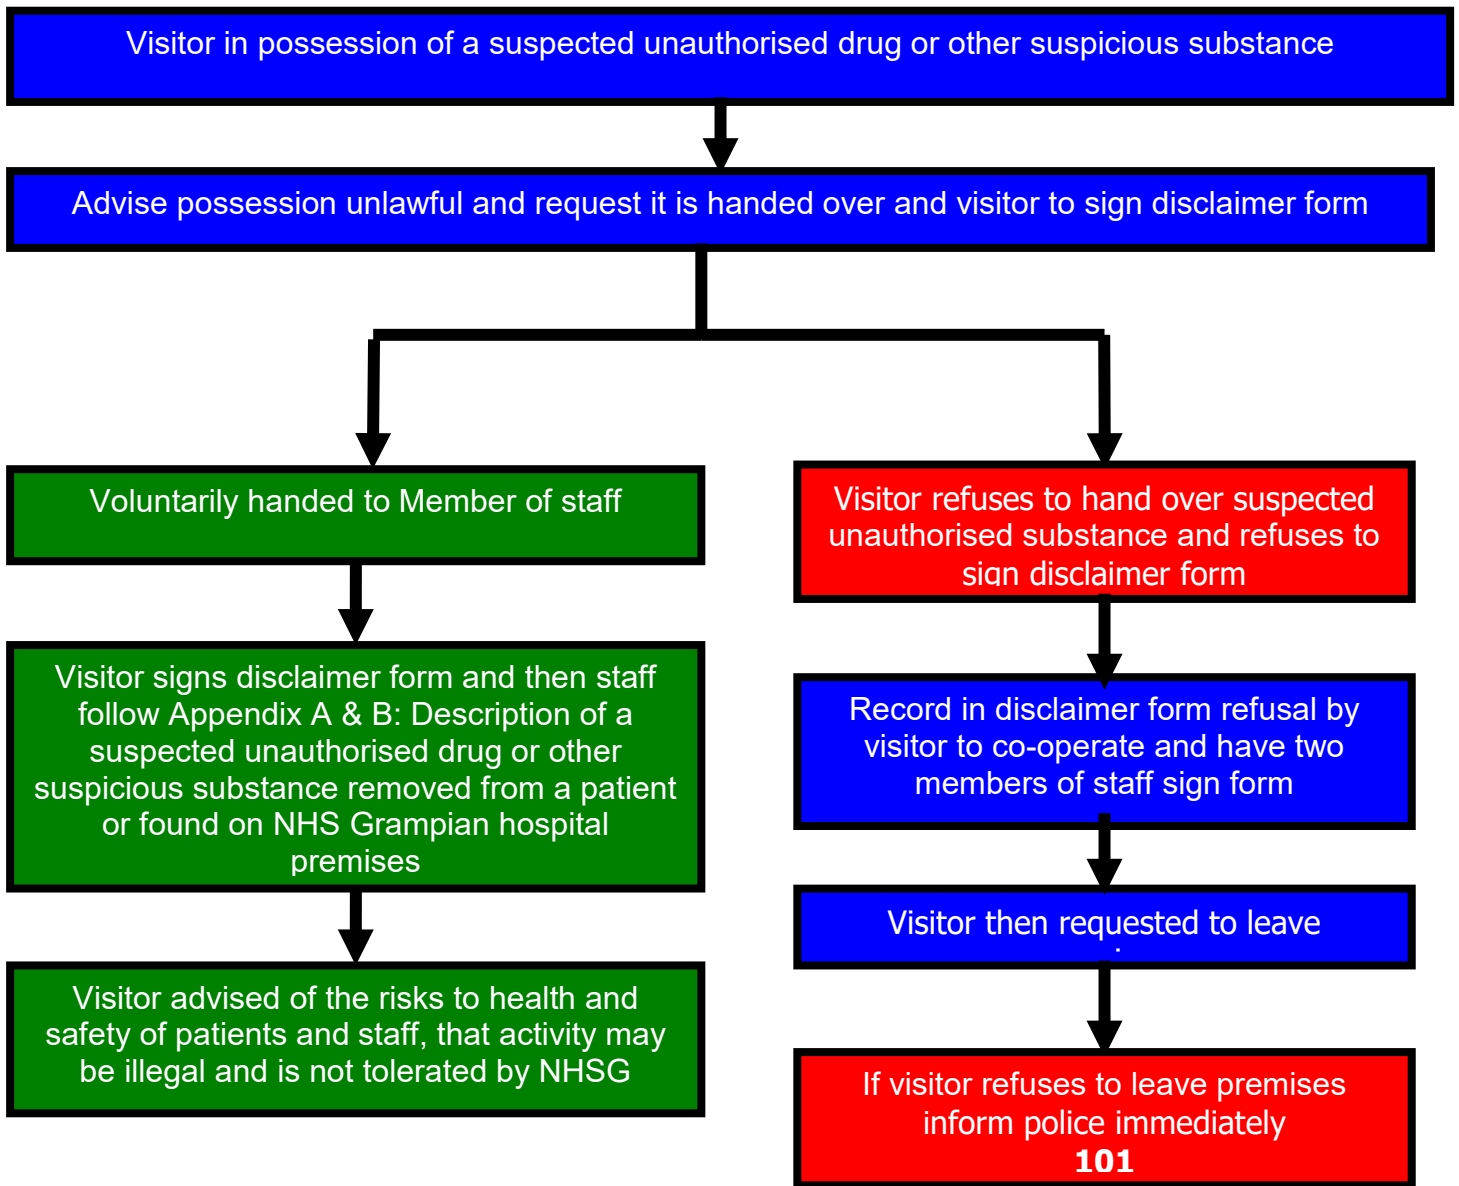 Visitor in possession of a suspected unauthorised drug or other suspicious substance
Advise possession unlawful and request it is handed over and visitor to sign disclaimer form
Voluntarily handed to Member of staff
Visitor signs disclaimer form and then staff
follow Appendix A & B: Description of a
suspected unauthorised drug or other
suspicious substance removed from a patient
or found on NHS Grampian hospital
premises
Visitor advised of the risks to health and
safety of patients and staff, that activity may
be illegal and is not tolerated by NHSG
Visitor refuses to hand over suspected
unauthorised substance and refuses to
sign disclaimer form
Record in disclaimer form refusal by
visitor to co-operate and have two
members of staff sign form
Visitor then requested to leave
If visitor refuses to leave premises
inform police immediately
101